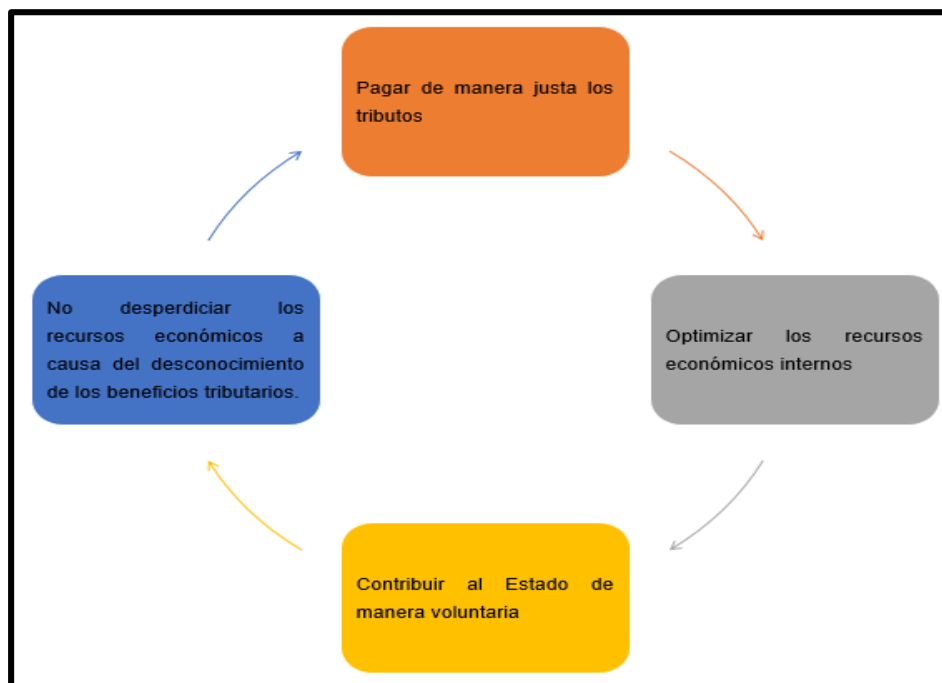 Pagar de manera justa los
tributos
No desperdiciar los
recursos económicos a
causa del desconocimiento
de los beneficios tributarios.
Optimizar los recursos
económicos internos
Contribuir al Estado de
manera voluntaria